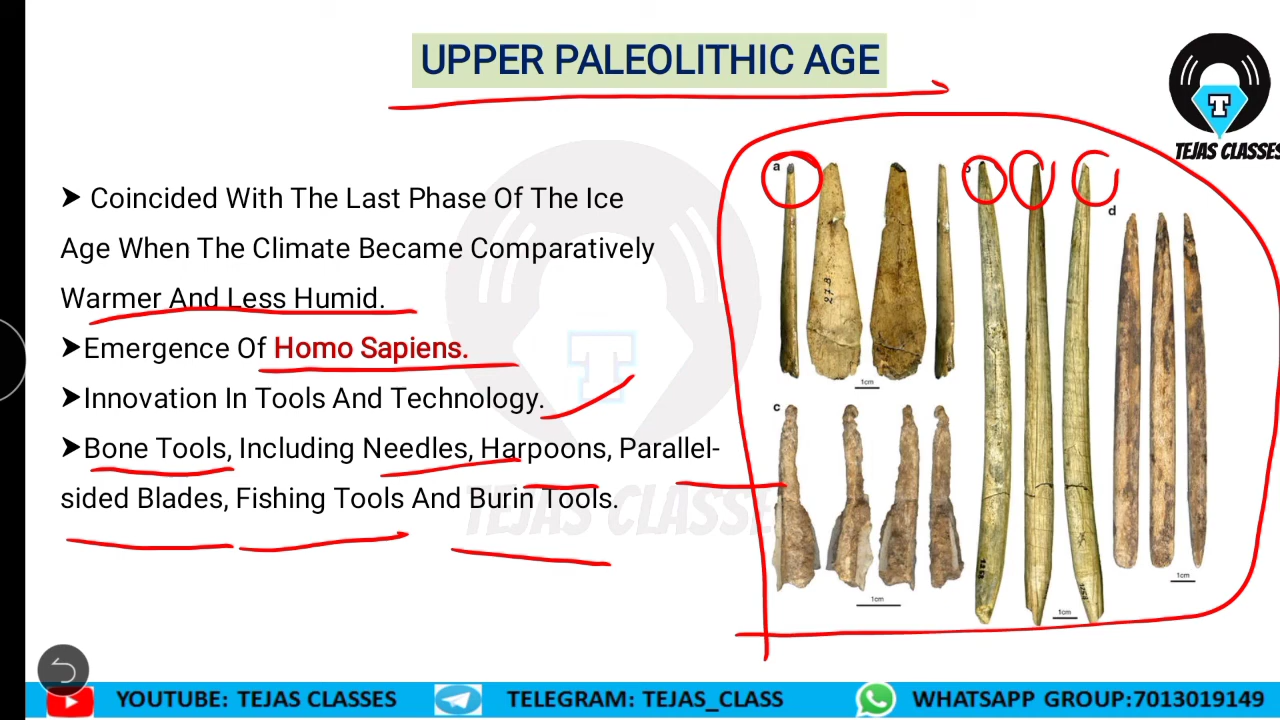 UPPER PALEOLITHIC AGE
T
TEJAS CLASSES
➤ Coincided With The Last Phase Of The Ice
Age When The Climate Became Comparatively
Warmer And Less Humid.
➤Emergence Of Homo Sapiens.
➤Innovation In Tools And Technology.
➤Bone Tools, Including Needles, Harpoons, Parallel-
sided Blades, Fishing Tools And Burin Tools.
T
TEJAS CLASSES
a
b
1cm
c
d
1cm
1cm
1cm
YOUTUBE: TEJAS CLASSES
TELEGRAM: TEJAS_CLASS
WHATSAPP GROUP:7013019149